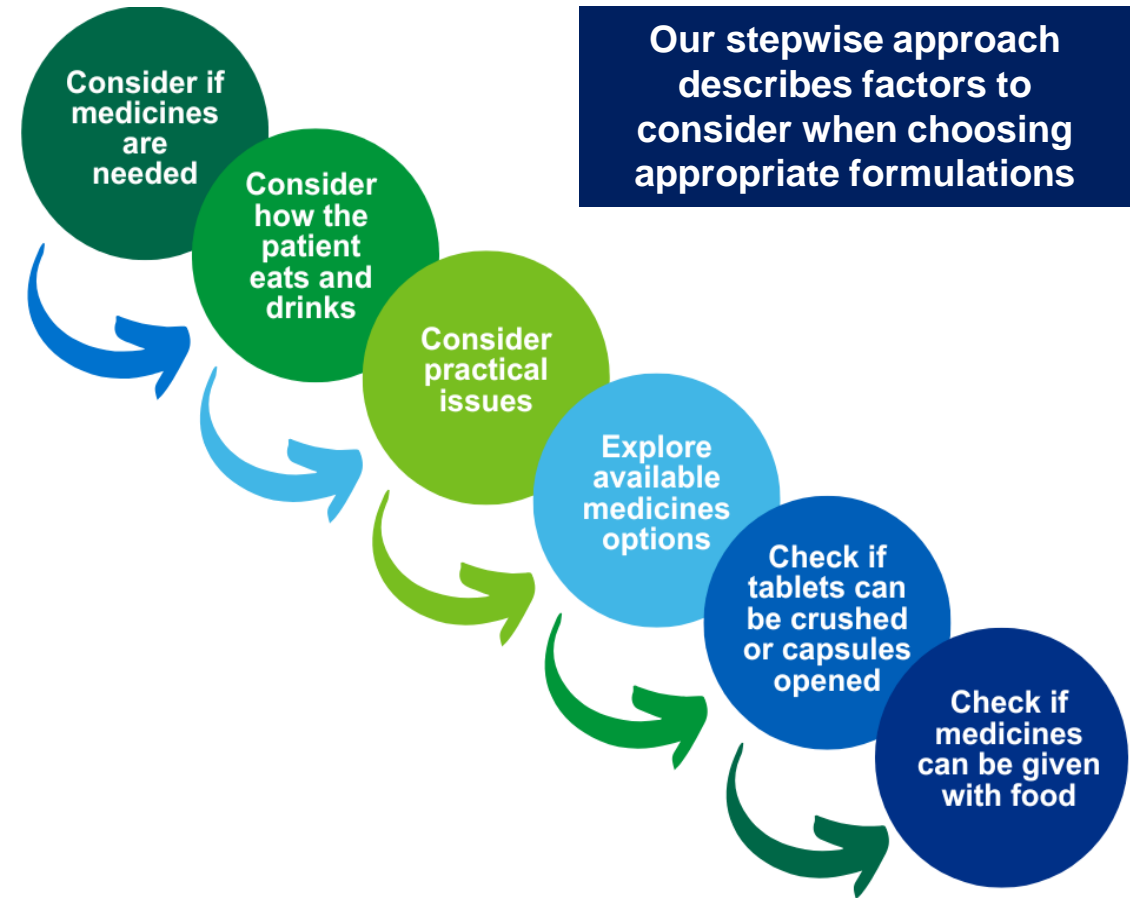 Our stepwise approach
describes factors to
consider when choosing
appropriate formulations
Consider if
medicines
are
needed
Consider
how the
patient
eats and
drinks
Consider
practical
issues
Explore
available
medicines
options
Check if
tablets can
be crushed
or capsules
opened
Check if
medicines
can be given
with food